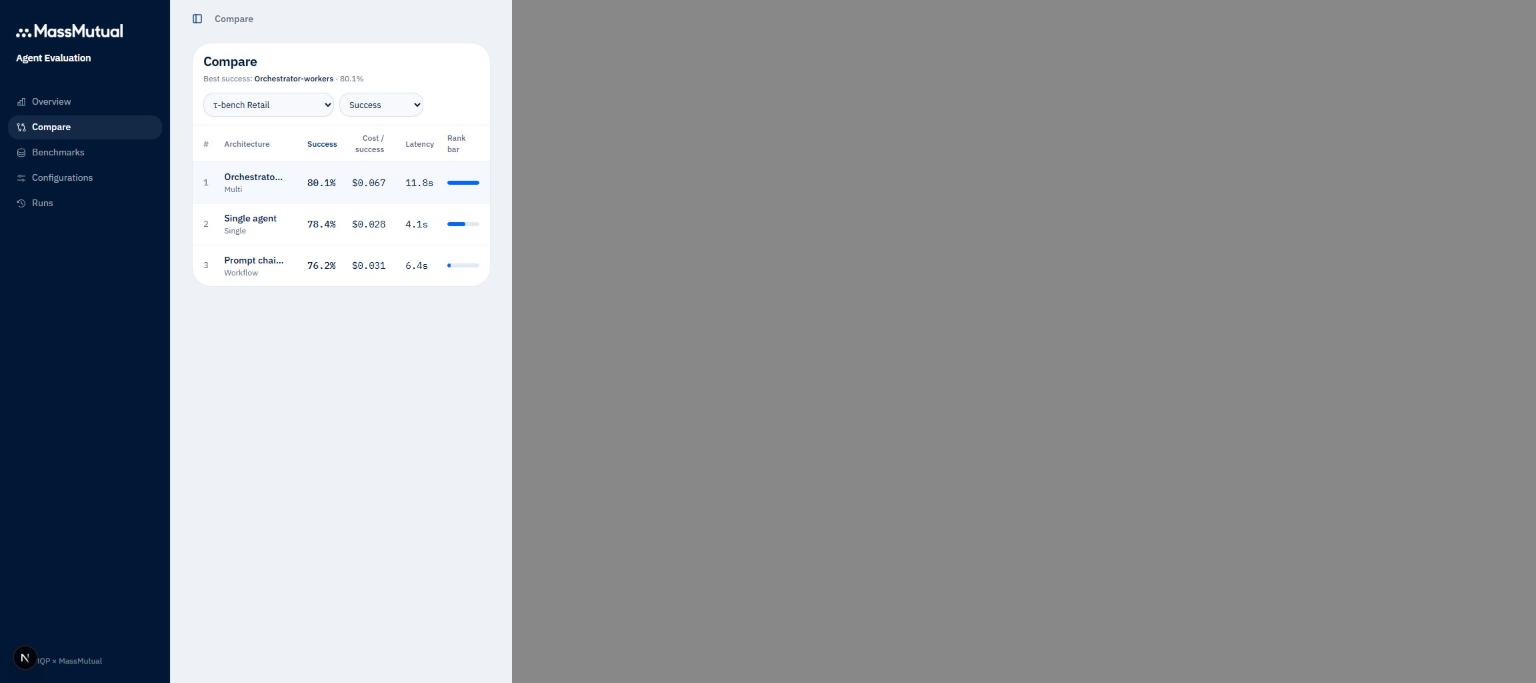 MassMutual
Agent Evaluation
Overview
Compare
Benchmarks
Configurations
Runs
N
IQP × MassMutual
Compare
Compare
Best success: Orchestrator-workers · 80.1%
τ-bench Retail
Success
# Architecture Success Cost / success Latency Rank bar
1 Orchestrato... 80.1% $0.067 11.8s
Multi
2 Single agent 78.4% $0.028 4.1s
Single
3 Prompt chai... 76.2% $0.031 6.4s
Workflow